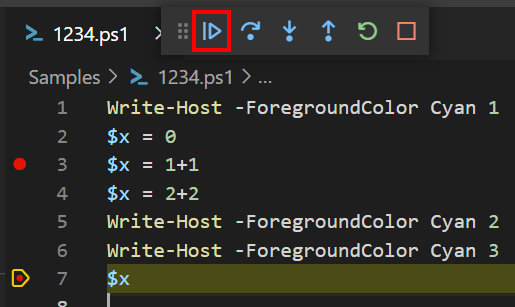 1234.ps1
Samples > 1234.ps1 > ...
1 Write-Host -ForegroundColor Cyan 1
2 $x = 0
3 $x = 1+1
4 $x = 2+2
5 Write-Host -ForegroundColor Cyan 2
6 Write-Host -ForegroundColor Cyan 3
7 $x
8